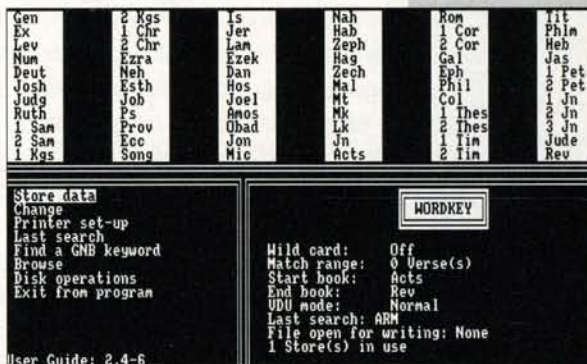 Gen
Ex
Lev
Num
Deut
Josh
Judg
Ruth
1 Sam
2 Sam
1 Kgs
2 Kgs
1 Chr
2 Chr
Ezra
Neh
Esth
Job
Ps
Prov
Ecc
Song
Is
Jer
Lam
Ezek
Dan
Hos
Joel
Amos
Obad
Jon
Mic
Nah
Hab
Zeph
Hag
Zech
Mal
Mt
Mk
Lk
Jn
Acts
Rom
1 Cor
2 Cor
Gal
Eph
Phil
Col
1 Thes
2 Thes
1 Tim
2 Tim
Tit
Phlm
Heb
Jas
1 Pet
2 Pet
1 Jn
2 Jn
3 Jn
Jude
Rev
Store data
Change
Printer set-up
Last search
Find a GNB keyword
Browse
Disk operations
Exit from program
User Guide: 2.4-6
WORDKEY
Wild card: Off
Match range: 0 Verse(s)
Start book: Acts
End book: Rev
VDU mode: Normal
Last search: ARM
File open for writing: None
1 Store(s) in use